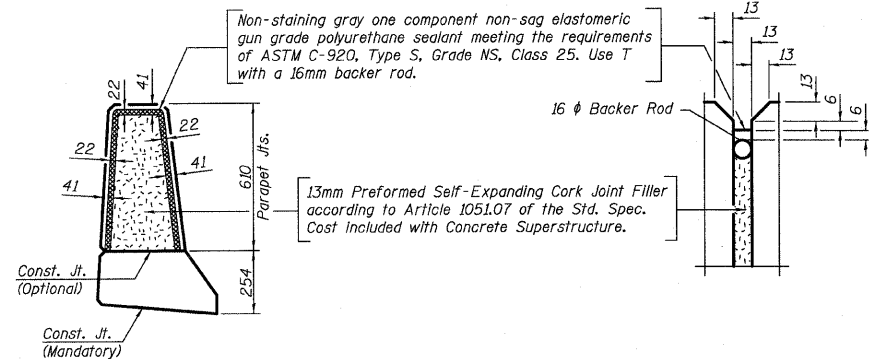 Non-staining gray one component non-sag elastomeric
gun grade polyurethane sealant meeting the requirements
of ASTM C-920, Type S, Grade NS, Class 25. Use T
with a 16mm backer rod.
13
13
13
13
6
6
16 ϕ Backer Rod
22
41
22
22
41
41
610
Parapet Jts.
13mm Preformed Self-Expanding Cork Joint Filler
according to Article 1051.07 of the Std. Spec.
Cost included with Concrete Superstructure.
254
Const. Jt.
(Optional)
Const. Jt.
(Mandatory)